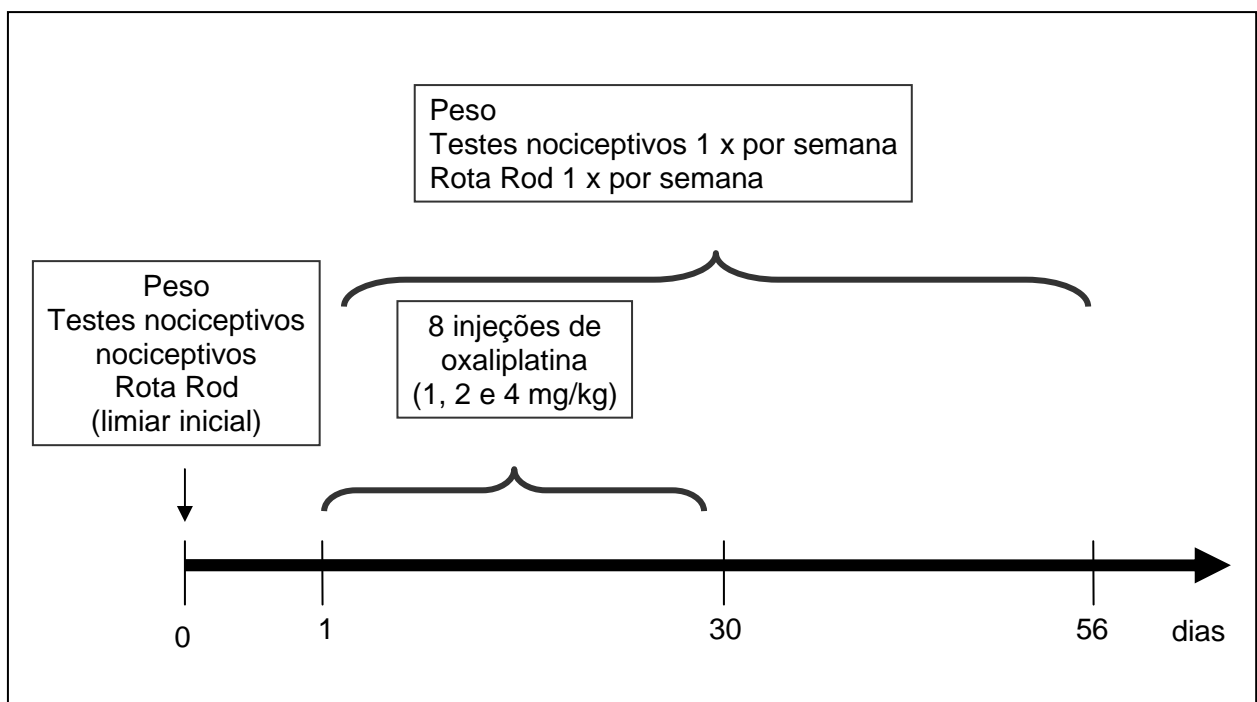 Peso
Testes nociceptivos 1 x por semana
Rota Rod 1 x por semana
Peso
Testes nociceptivos
nociceptivos
Rota Rod
(limiar inicial)
8 injeções de
oxaliplatina
(1, 2 e 4 mg/kg)
0 1 30 56 dias